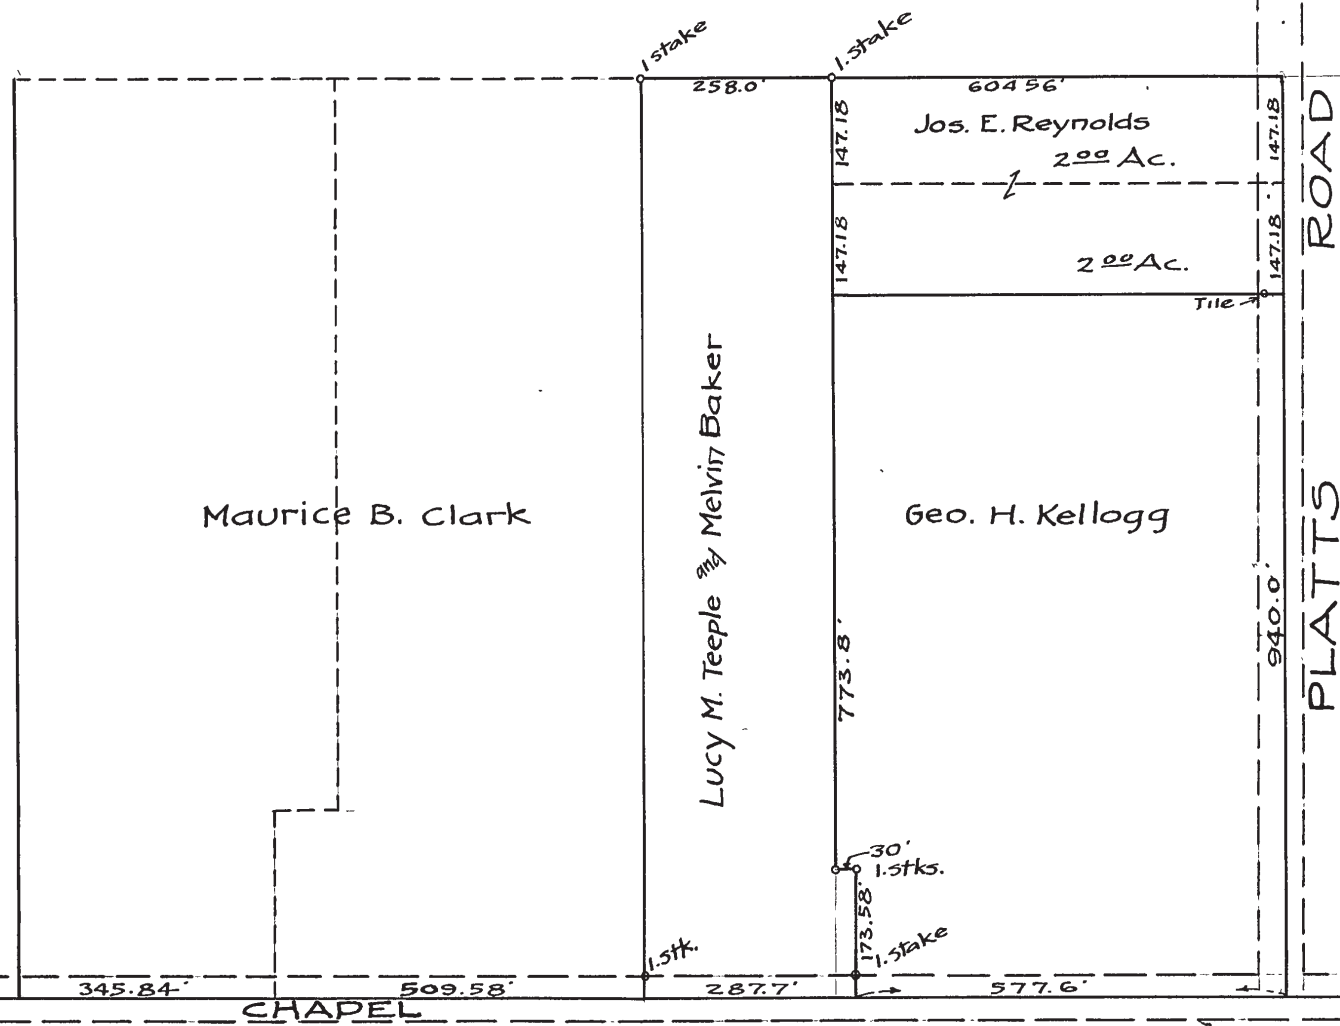 1 stake
1.stake
258.0'
604 56'
147.18
Jos. E. Reynolds
2 00 Ac.
147.18
147.18
2 00 Ac.
147.18
Tile
ROAD
Maurice B. Clark
Lucy M. Teeple and Melvin Baker
Geo. H. Kellogg
PLATTS
940.0'
773.8'
30'
1.stks.
173.58'
1.stk.
1.stake
345.84'
509.58'
287.7'
577.6'
CHAPEL